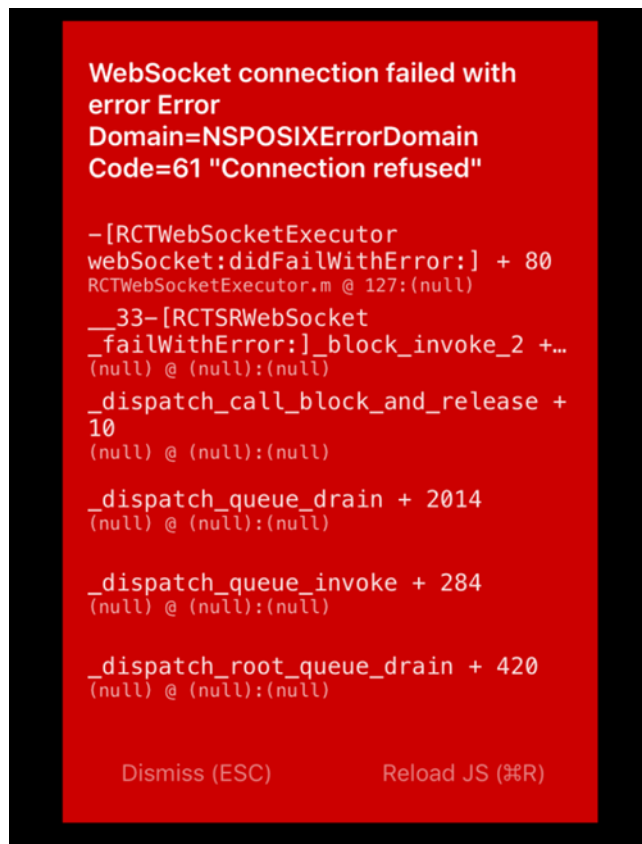 WebSocket connection failed with
error Error
Domain=NSPOSIXErrorDomain
Code=61 "Connection refused"
-[RCTWebSocketExecutor
webSocket:didFailWithError:] + 80
RCTWebSocketExecutor.m @ 127:(null)
__33-[RCTSRWebSocket
_failWithError:]_block_invoke_2 +…
(null) @ (null):(null)
_dispatch_call_block_and_release +
10
(null) @ (null):(null)
_dispatch_queue_drain + 2014
(null) @ (null):(null)
_dispatch_queue_invoke + 284
(null) @ (null):(null)
_dispatch_root_queue_drain + 420
(null) @ (null):(null)
Dismiss (ESC) Reload JS (⌘R)